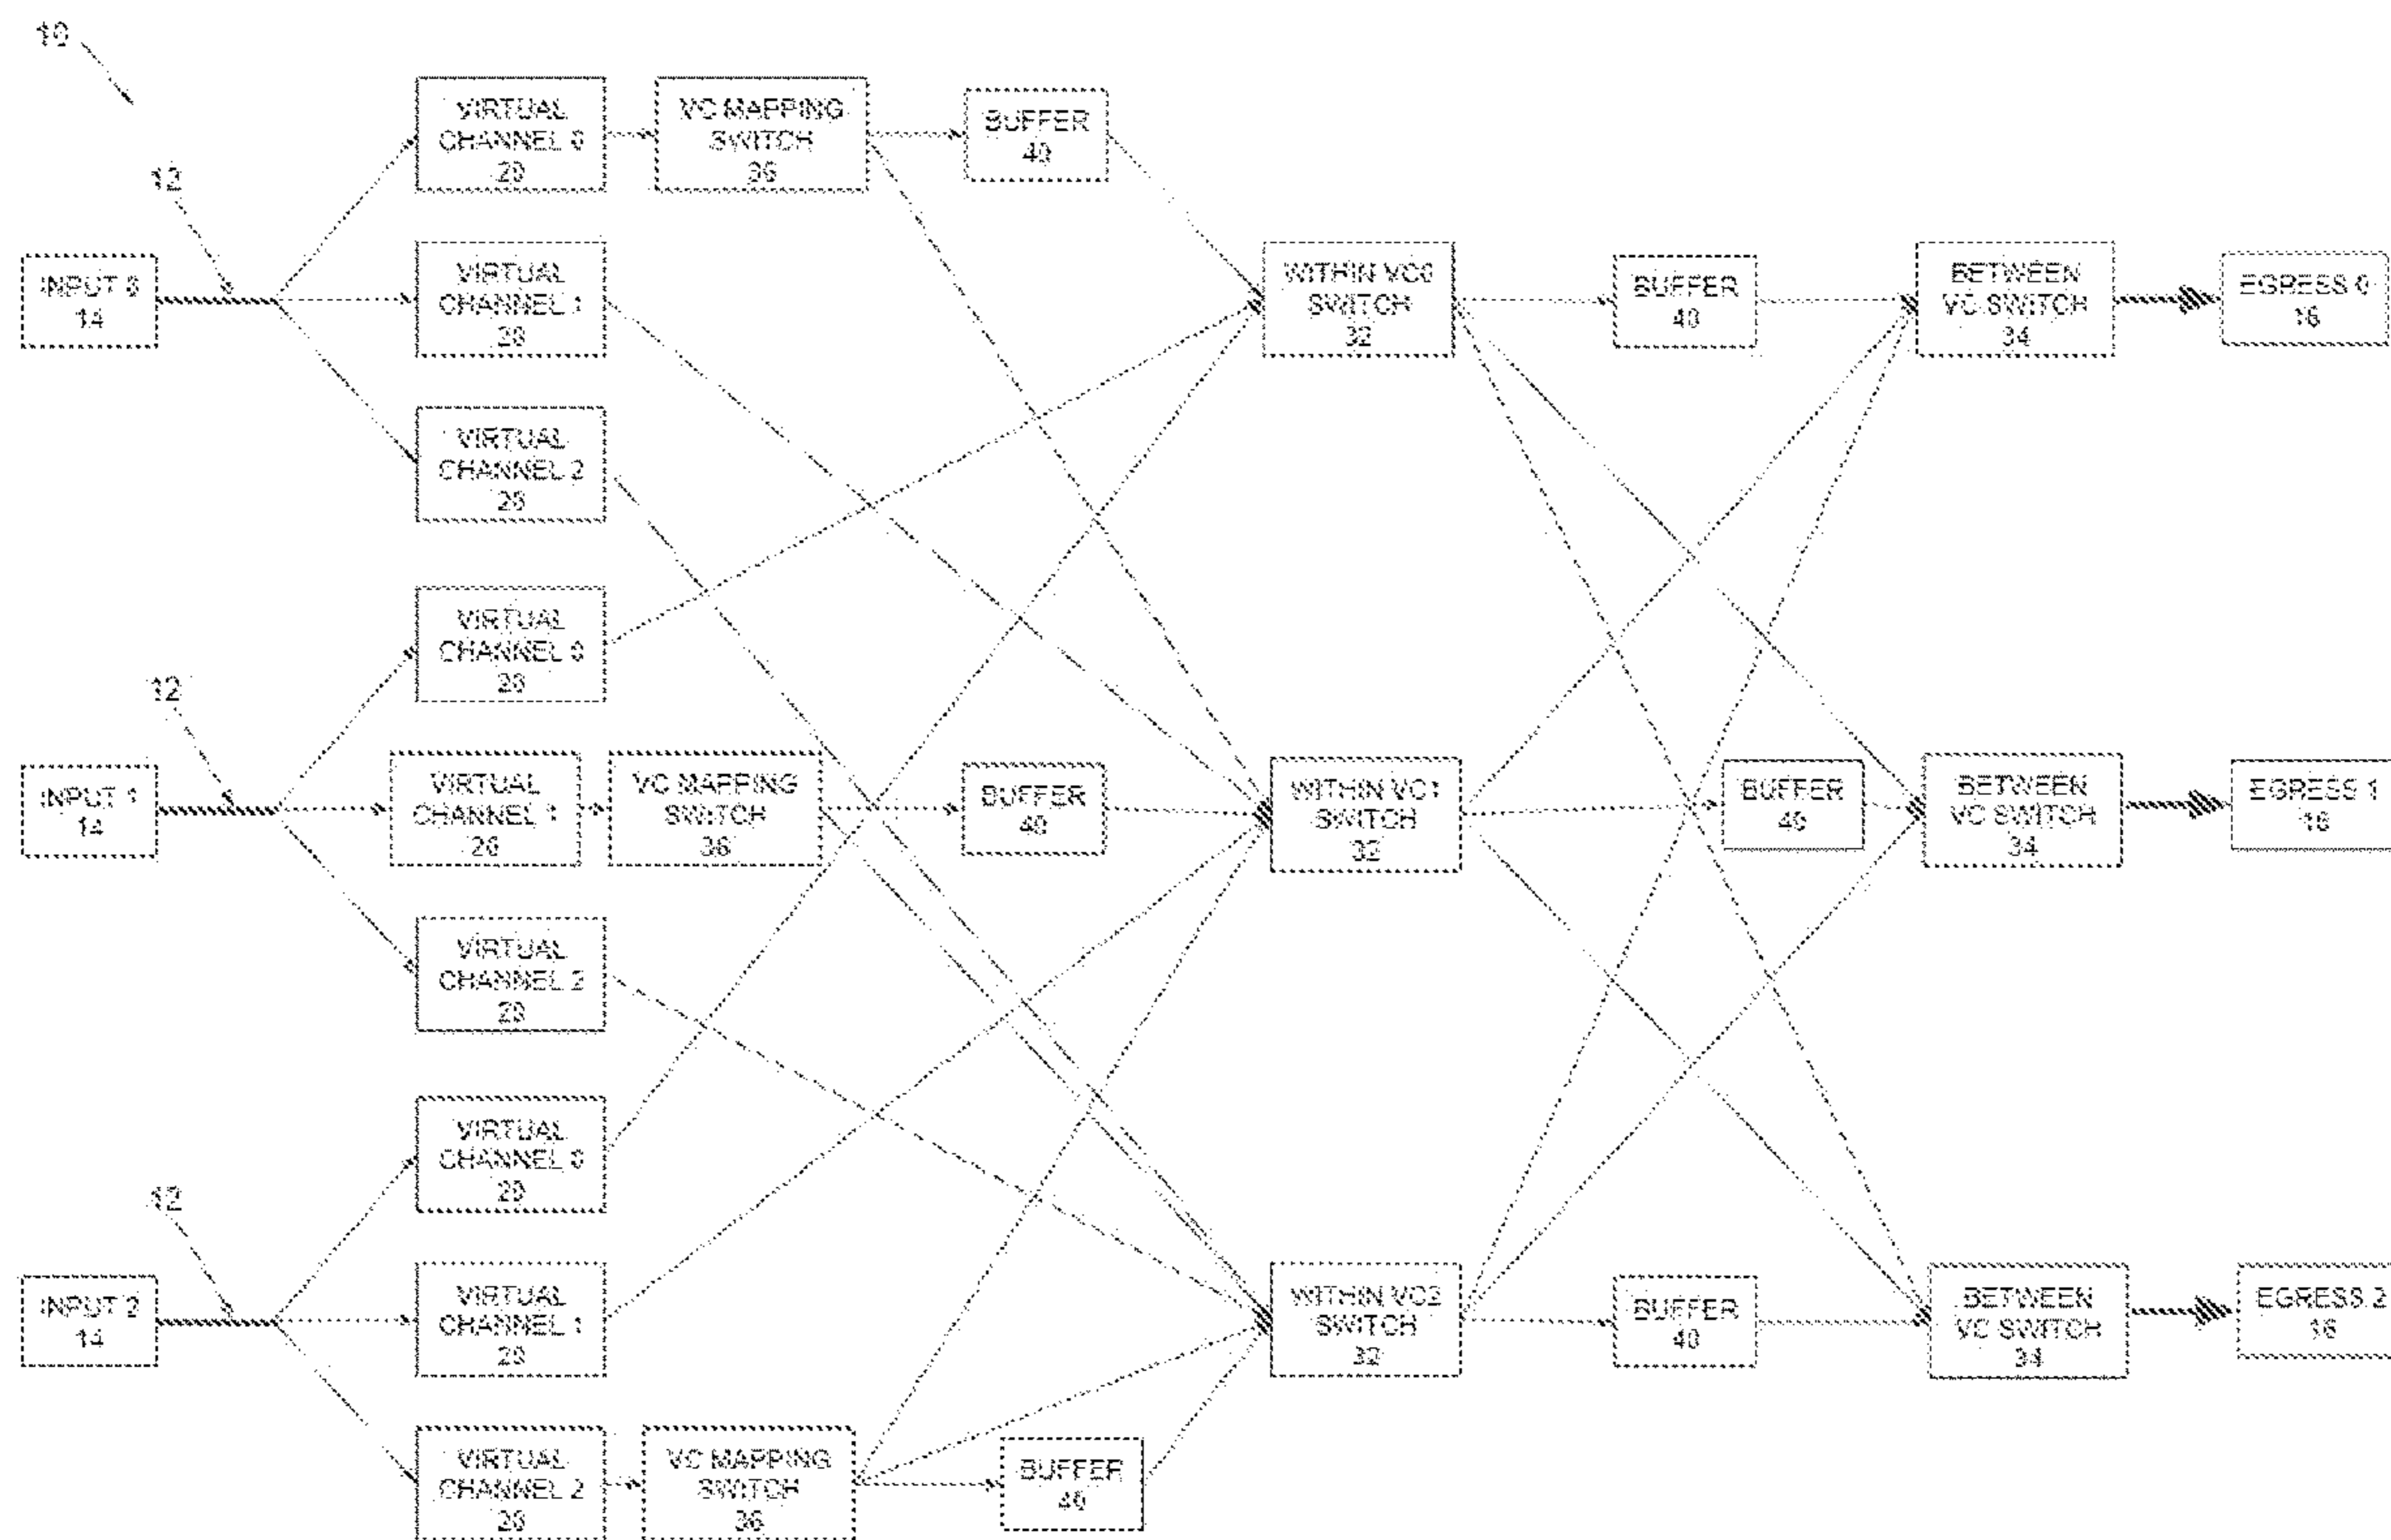 10
12
INPUT 0
14
VIRTUAL
CHANNEL 0
28
VC MAPPING
SWITCH
36
BUFFER
40
VIRTUAL
CHANNEL 1
28
WITHIN VC0
SWITCH
32
BUFFER
40
BETWEEN
VC SWITCH
34
EGRESS 0
16
VIRTUAL
CHANNEL 2
28
12
INPUT 1
14
VIRTUAL
CHANNEL 0
28
VIRTUAL
CHANNEL 1
28
VC MAPPING
SWITCH
36
BUFFER
40
WITHIN VC1
SWITCH
32
BUFFER
40
BETWEEN
VC SWITCH
34
EGRESS 1
16
VIRTUAL
CHANNEL 2
28
12
INPUT 2
14
VIRTUAL
CHANNEL 0
28
VIRTUAL
CHANNEL 1
28
WITHIN VC2
SWITCH
32
BUFFER
40
BETWEEN
VC SWITCH
34
EGRESS 2
16
VIRTUAL
CHANNEL 2
28
VC MAPPING
SWITCH
36
BUFFER
40